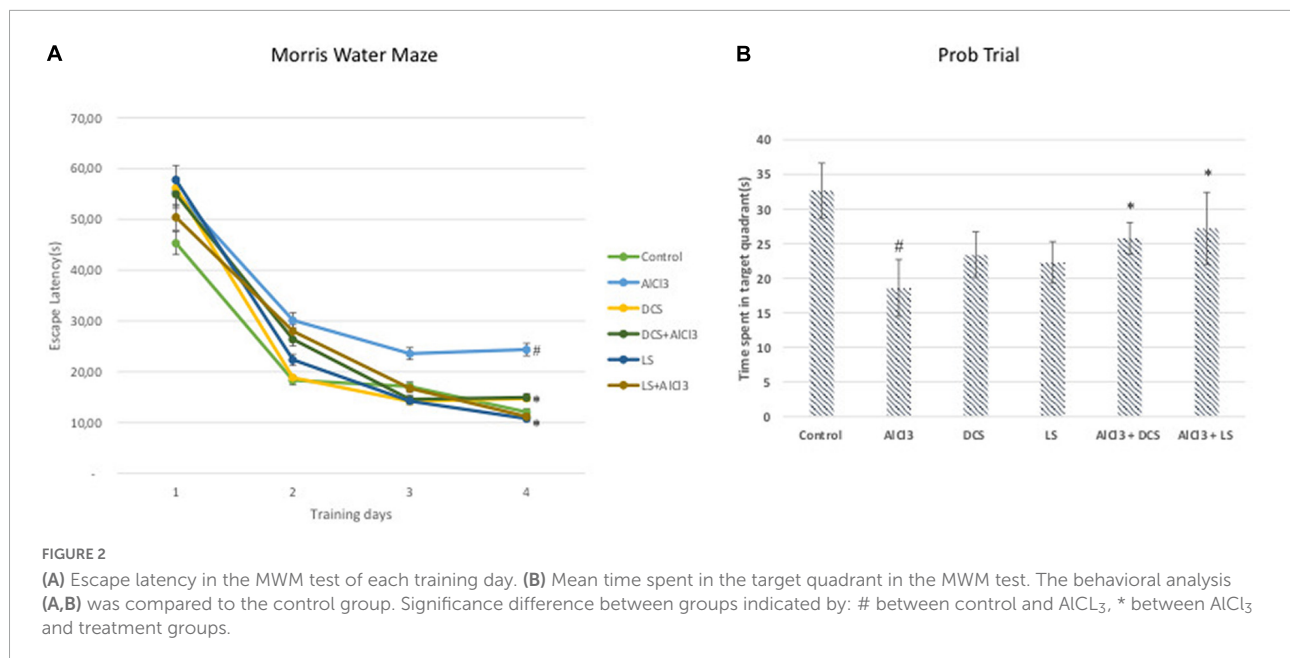 A
Morris Water Maze
70,00
60,00
50,00
40,00
30,00
20,00
10,00
-
Escape Latency(s)
1 2 3 4
Training days
#
*
*
Control
AlCl3
DCS
DCS+AlCl3
LS
LS+AlCl3
B
Prob Trial
40
35
30
25
20
15
10
5
0
Time spent in target quadrant(s)
#
*
*
Control AlCl3 DCS LS AlCl3 + DCS AlCl3 + LS
FIGURE 2
(A) Escape latency in the MWM test of each training day. (B) Mean time spent in the target quadrant in the MWM test. The behavioral analysis
(A,B) was compared to the control group. Significance difference between groups indicated by: # between control and AlCL₃, * between AlCl₃
and treatment groups.